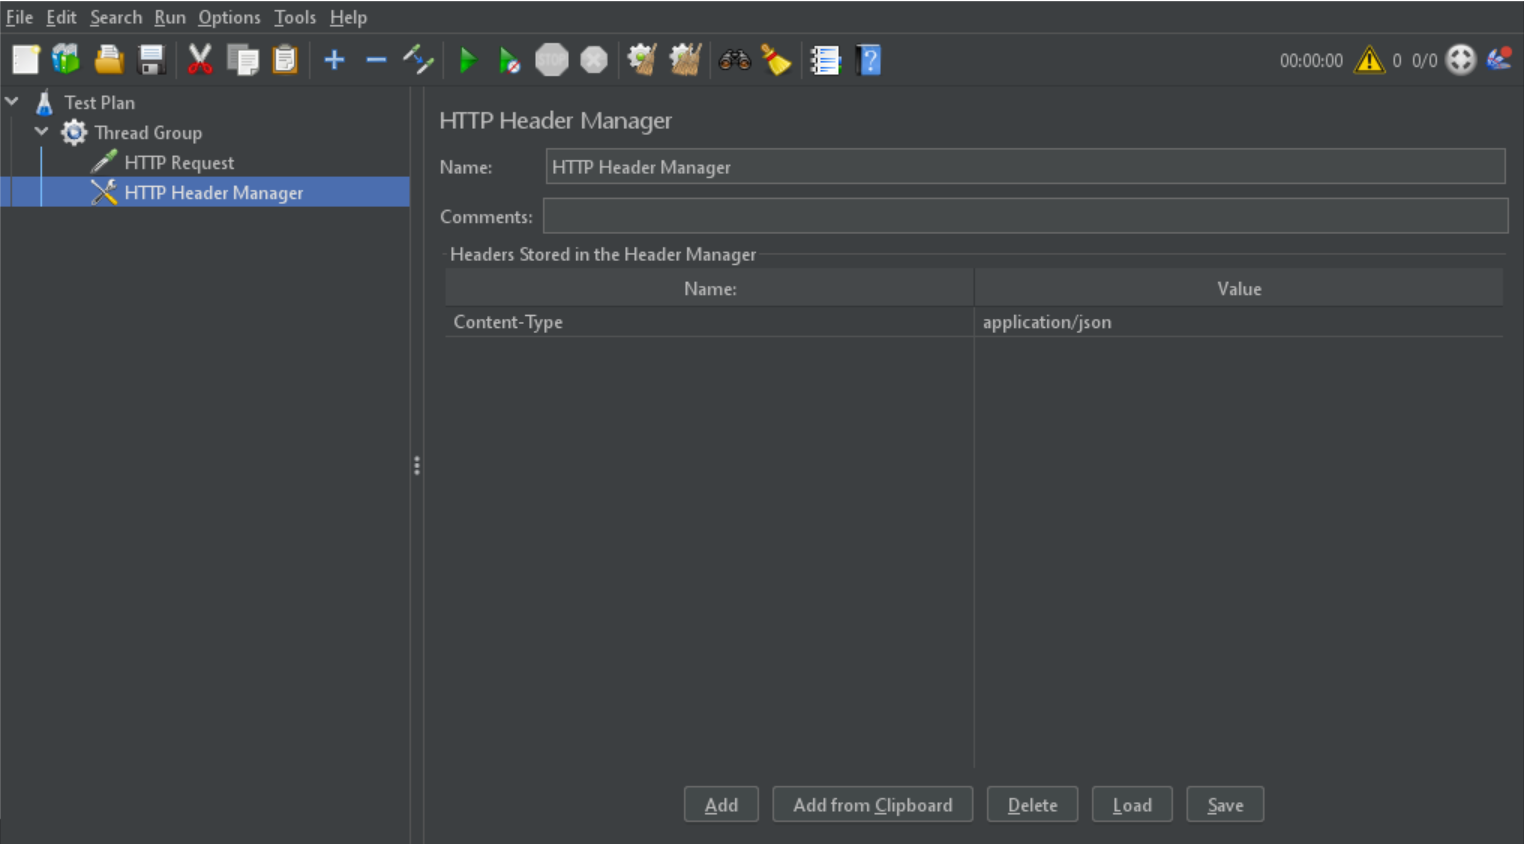 File Edit Search Run Options Tools Help
STOP
00:00:00 0 0/0
Test Plan
Thread Group
HTTP Request
HTTP Header Manager
HTTP Header Manager
Name: HTTP Header Manager
Comments:
Headers Stored in the Header Manager
Name: Value
Content-Type application/json
Add Add from Clipboard Delete Load Save